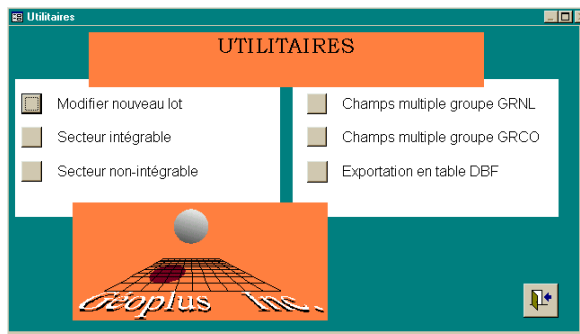 Utilitaires
UTILITAIRES
Modifier nouveau lot
Secteur intégrable
Secteur non-intégrable
Champs multiple groupe GRNL
Champs multiple groupe GRCO
Exportation en table DBF
Géoplus Inc.